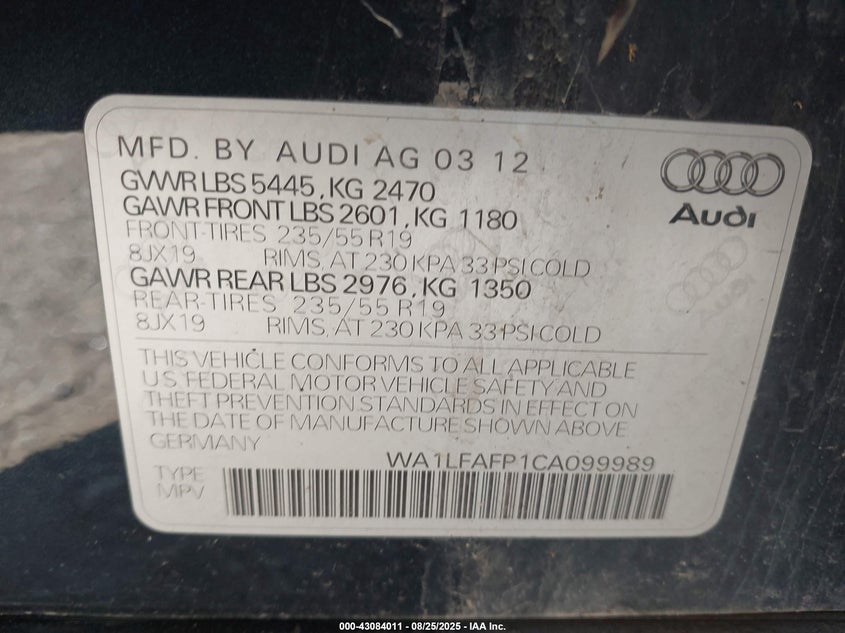 MFD. BY AUDI AG 03 12
GVWR LBS 5445, KG 2470
GAWR FRONT LBS 2601, KG 1180
FRONT-TIRES 235/55 R19
8JX19 RIMS, AT 230 KPA 33 PSI COLD
GAWR REAR LBS 2976, KG 1350
REAR-TIRES 235/55 R19
8JX19 RIMS, AT 230 KPA 33 PSI COLD
Audi
THIS VEHICLE CONFORMS TO ALL APPLICABLE
U.S. FEDERAL MOTOR VEHICLE SAFETY AND
THEFT PREVENTION STANDARDS IN EFFECT ON
THE DATE OF MANUFACTURE SHOWN ABOVE.
GERMANY
WA1LFAFP1CA099989
TYPE
MPV
000-43084011 - 08/25/2025 - IAA Inc.